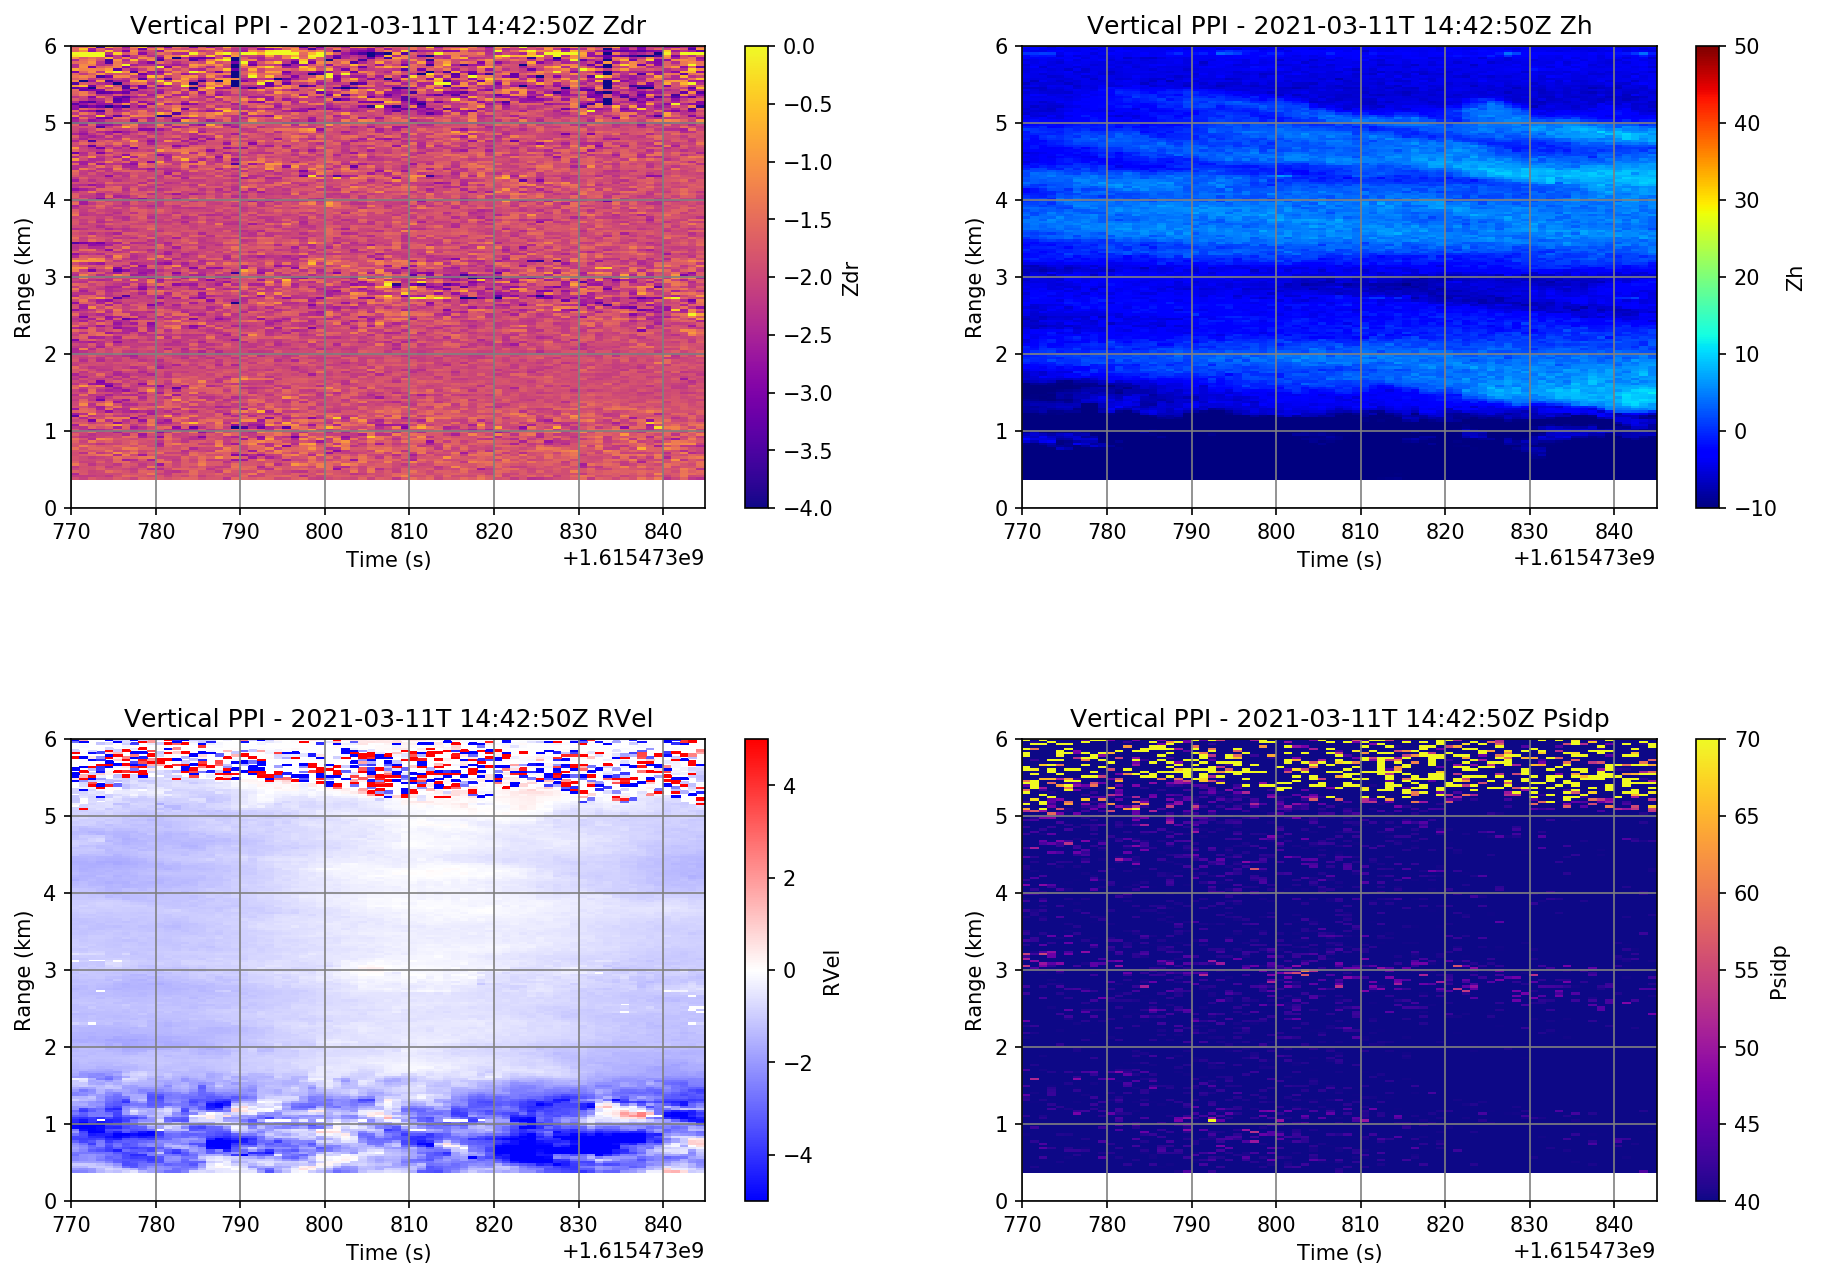 Vertical PPI - 2021-03-11T 14:42:50Z Zdr
6
5
4
3
2
1
0
Range (km)
770 780 790 800 810 820 830 840
Time (s)
+1.615473e9
0.0
−0.5
−1.0
−1.5
−2.0
−2.5
−3.0
−3.5
−4.0
Zdr
Vertical PPI - 2021-03-11T 14:42:50Z Zh
6
5
4
3
2
1
0
Range (km)
770 780 790 800 810 820 830 840
Time (s)
+1.615473e9
50
40
30
20
10
0
−10
Zh
Vertical PPI - 2021-03-11T 14:42:50Z RVel
6
5
4
3
2
1
0
Range (km)
770 780 790 800 810 820 830 840
Time (s)
+1.615473e9
4
2
0
−2
−4
RVel
Vertical PPI - 2021-03-11T 14:42:50Z Psidp
6
5
4
3
2
1
0
Range (km)
770 780 790 800 810 820 830 840
Time (s)
+1.615473e9
70
65
60
55
50
45
40
Psidp